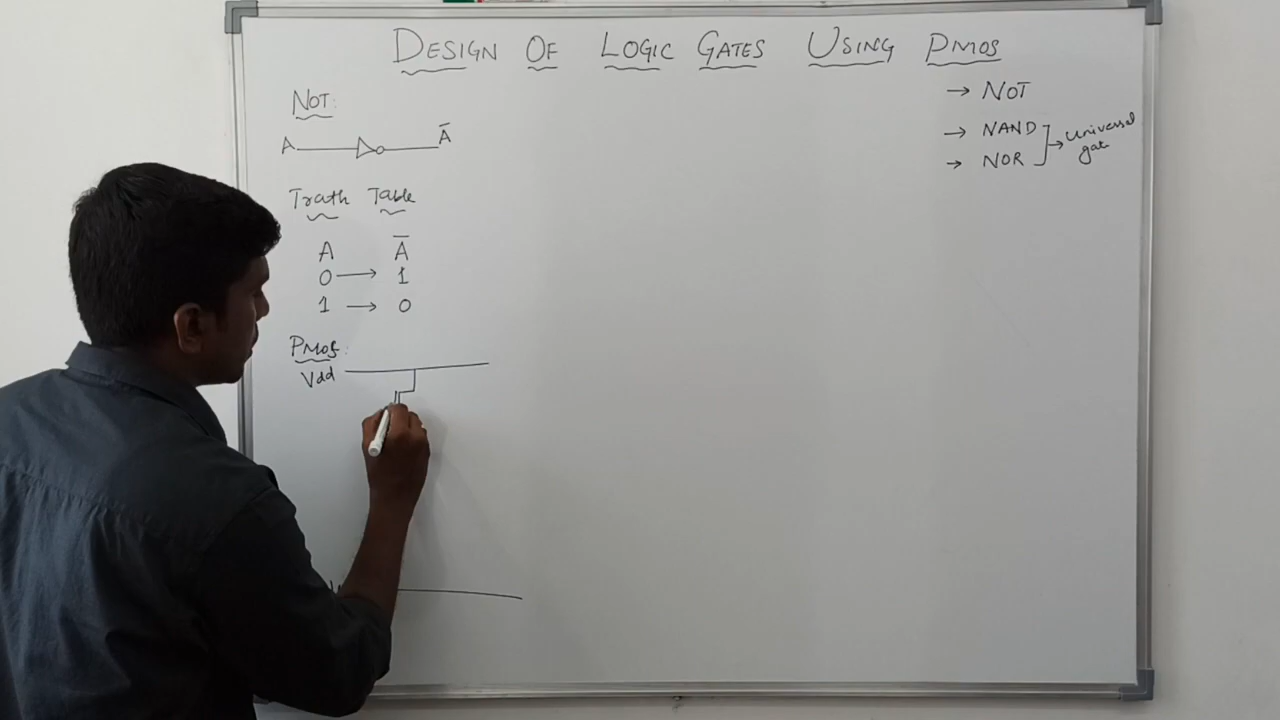 DESIGN OF LOGIC GATES USING PMOS
→ NOT
→ NAND
→ NOR
→ Universal gate
NOT:
A Ā
Truth Table
A Ā
0 → 1
1 → 0
PMOS:
Vdd